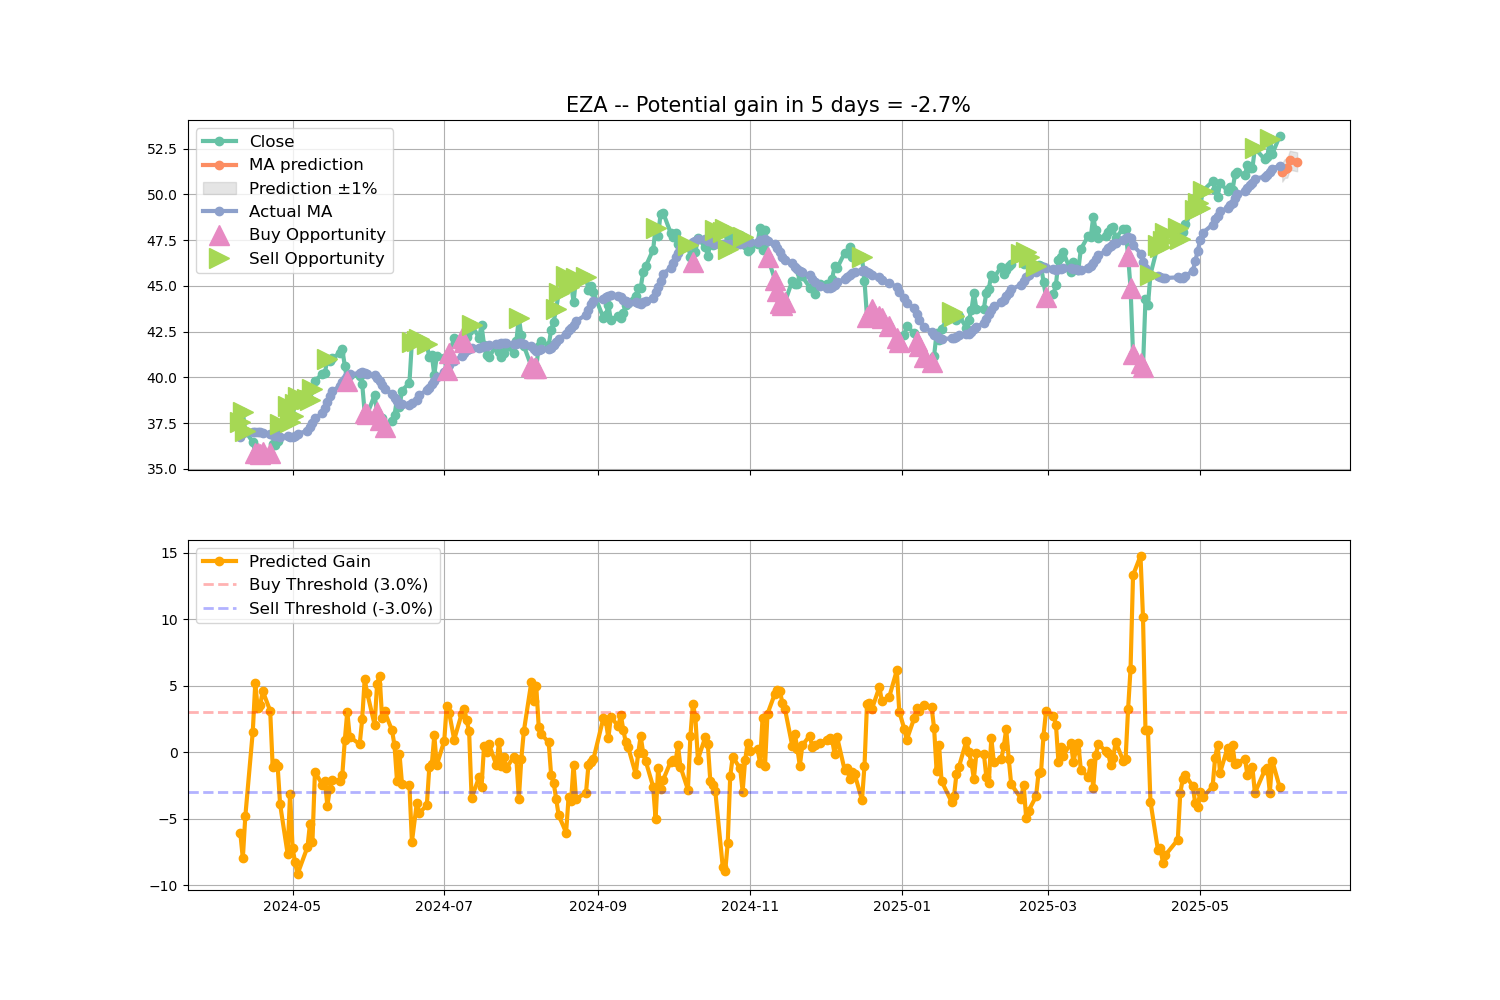 EZA -- Potential gain in 5 days = -2.7%
Close
MA prediction
Prediction ±1%
Actual MA
Buy Opportunity
Sell Opportunity
52.5
50.0
47.5
45.0
42.5
40.0
37.5
35.0
Predicted Gain
Buy Threshold (3.0%)
Sell Threshold (-3.0%)
15
10
5
0
−5
−10
2024-05 2024-07 2024-09 2024-11 2025-01 2025-03 2025-05